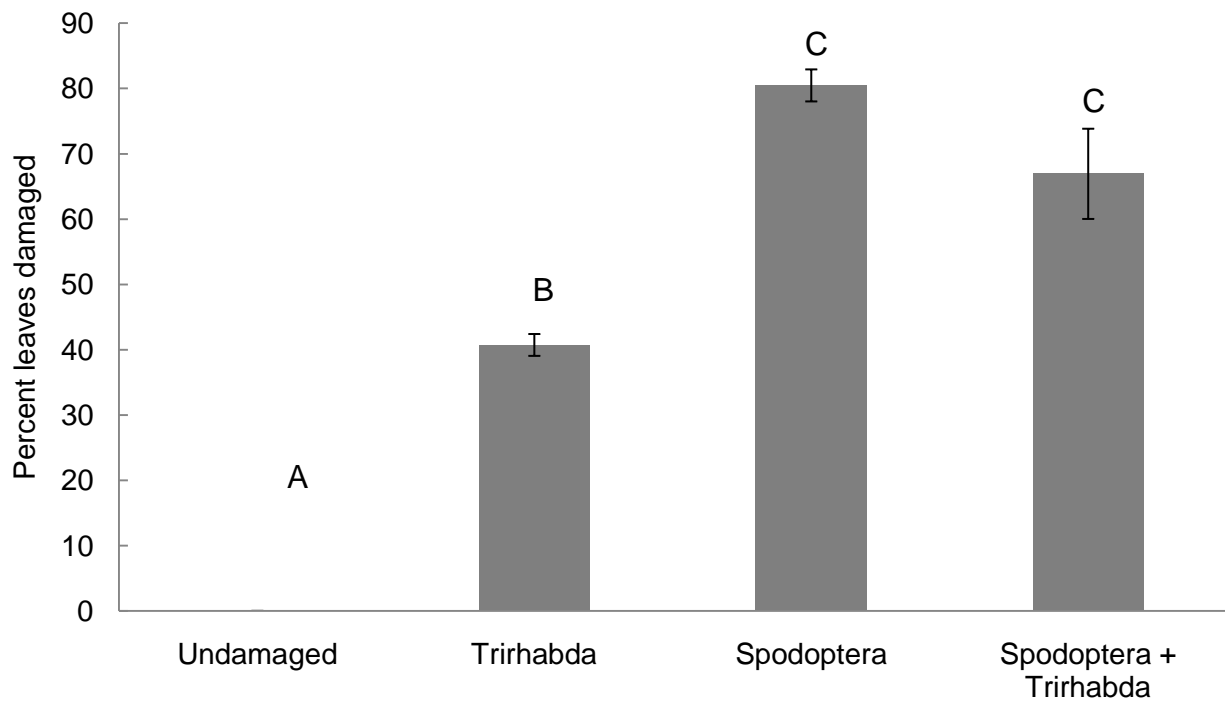 90
80
70
60
50
40
30
20
10
0
Percent leaves damaged
A
B
C
C
Undamaged
Trirhabda
Spodoptera
Spodoptera +
Trirhabda